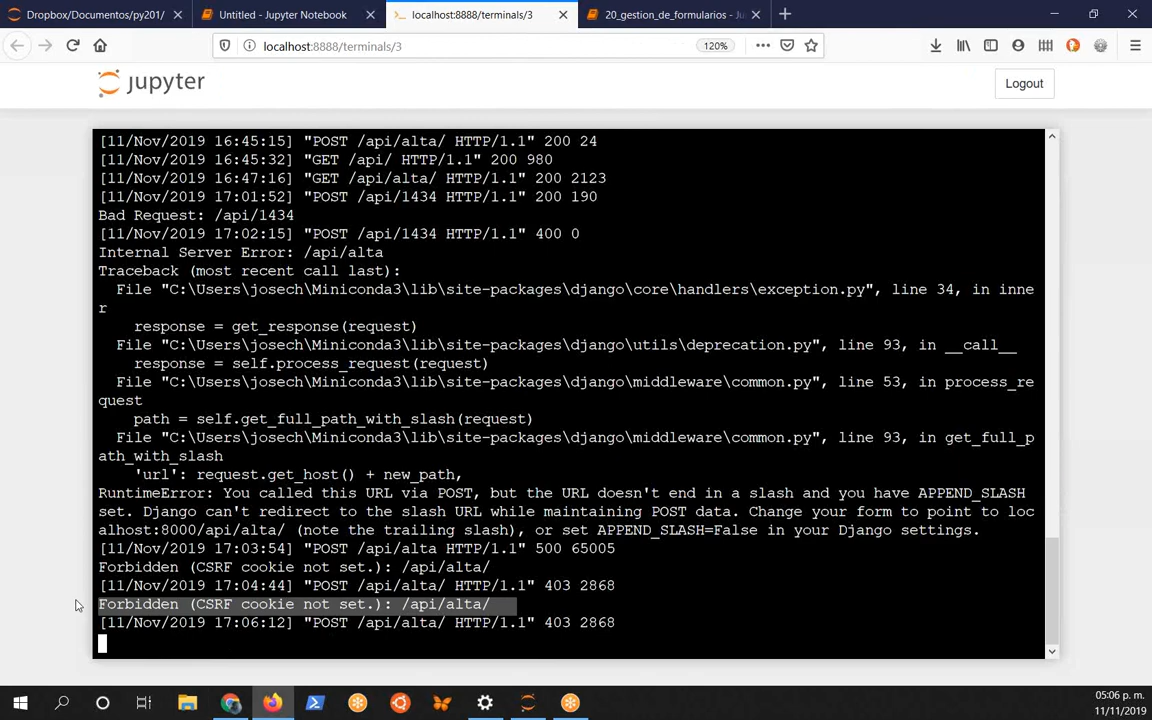 Dropbox/Documentos/py201/
Untitled - Jupyter Notebook
localhost:8888/terminals/3
20_gestion_de_formularios - Ju
localhost:8888/terminals/3
120%
jupyter
Logout
[11/Nov/2019 16:45:15] "POST /api/alta/ HTTP/1.1" 200 24
[11/Nov/2019 16:45:32] "GET /api/ HTTP/1.1" 200 980
[11/Nov/2019 16:47:16] "GET /api/alta/ HTTP/1.1" 200 2123
[11/Nov/2019 17:01:52] "POST /api/1434 HTTP/1.1" 200 190
Bad Request: /api/1434
[11/Nov/2019 17:02:15] "POST /api/1434 HTTP/1.1" 400 0
Internal Server Error: /api/alta
Traceback (most recent call last):
File "C:\Users\josech\Miniconda3\lib\site-packages\django\core\handlers\exception.py", line 34, in inne
r
response = get_response(request)
File "C:\Users\josech\Miniconda3\lib\site-packages\django\utils\deprecation.py", line 93, in __call__
response = self.process_request(request)
File "C:\Users\josech\Miniconda3\lib\site-packages\django\middleware\common.py", line 53, in process_re
quest
path = self.get_full_path_with_slash(request)
File "C:\Users\josech\Miniconda3\lib\site-packages\django\middleware\common.py", line 93, in get_full_p
ath_with_slash
'url': request.get_host() + new_path,
RuntimeError: You called this URL via POST, but the URL doesn't end in a slash and you have APPEND_SLASH
set. Django can't redirect to the slash URL while maintaining POST data. Change your form to point to loc
alhost:8000/api/alta/ (note the trailing slash), or set APPEND_SLASH=False in your Django settings.
[11/Nov/2019 17:03:54] "POST /api/alta HTTP/1.1" 500 65005
Forbidden (CSRF cookie not set.): /api/alta/
[11/Nov/2019 17:04:44] "POST /api/alta/ HTTP/1.1" 403 2868
Forbidden (CSRF cookie not set.): /api/alta/
[11/Nov/2019 17:06:12] "POST /api/alta/ HTTP/1.1" 403 2868
05:06 p. m.
11/11/2019